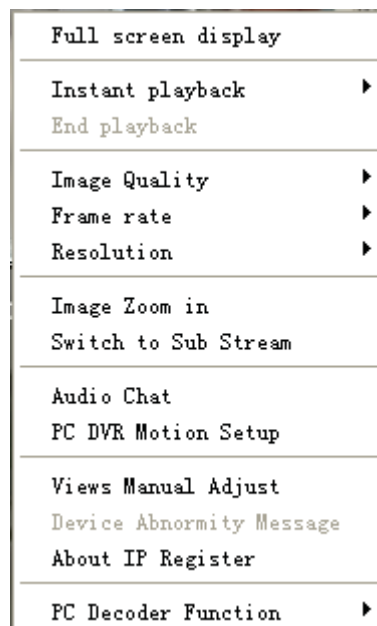 Full screen display
Instant playback
End playback
Image Quality
Frame rate
Resolution
Image Zoom in
Switch to Sub Stream
Audio Chat
PC DVR Motion Setup
Views Manual Adjust
Device Abnormity Message
About IP Register
PC Decoder Function